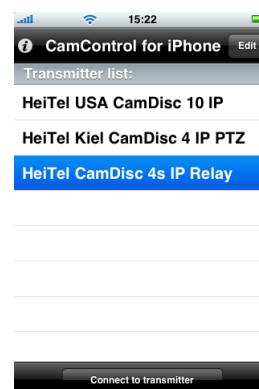 15:22
CamControl for iPhone Edit
Transmitter list:
HeiTel USA CamDisc 10 IP
HeiTel Kiel CamDisc 4 IP PTZ
HeiTel CamDisc 4s IP Relay
Connect to transmitter